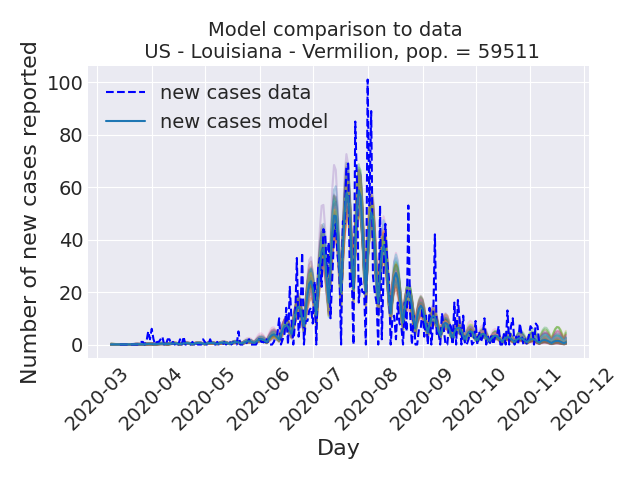 Model comparison to data
US - Louisiana - Vermilion, pop. = 59511
Number of new cases reported
100
80
60
40
20
0
new cases data
new cases model
2020-03
2020-04
2020-05
2020-06
2020-07
2020-08
2020-09
2020-10
2020-11
2020-12
Day